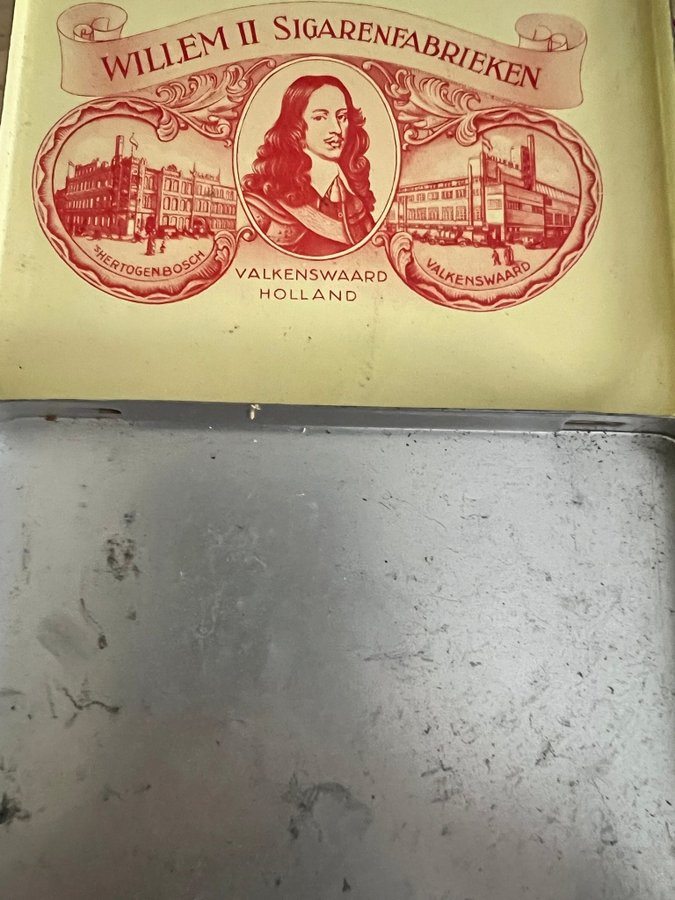 WILLEM II SIGARENFABRIEKEN
'SHERTOGENBOSCH
VALKENSWAARD
HOLLAND
VALKENSWAARD